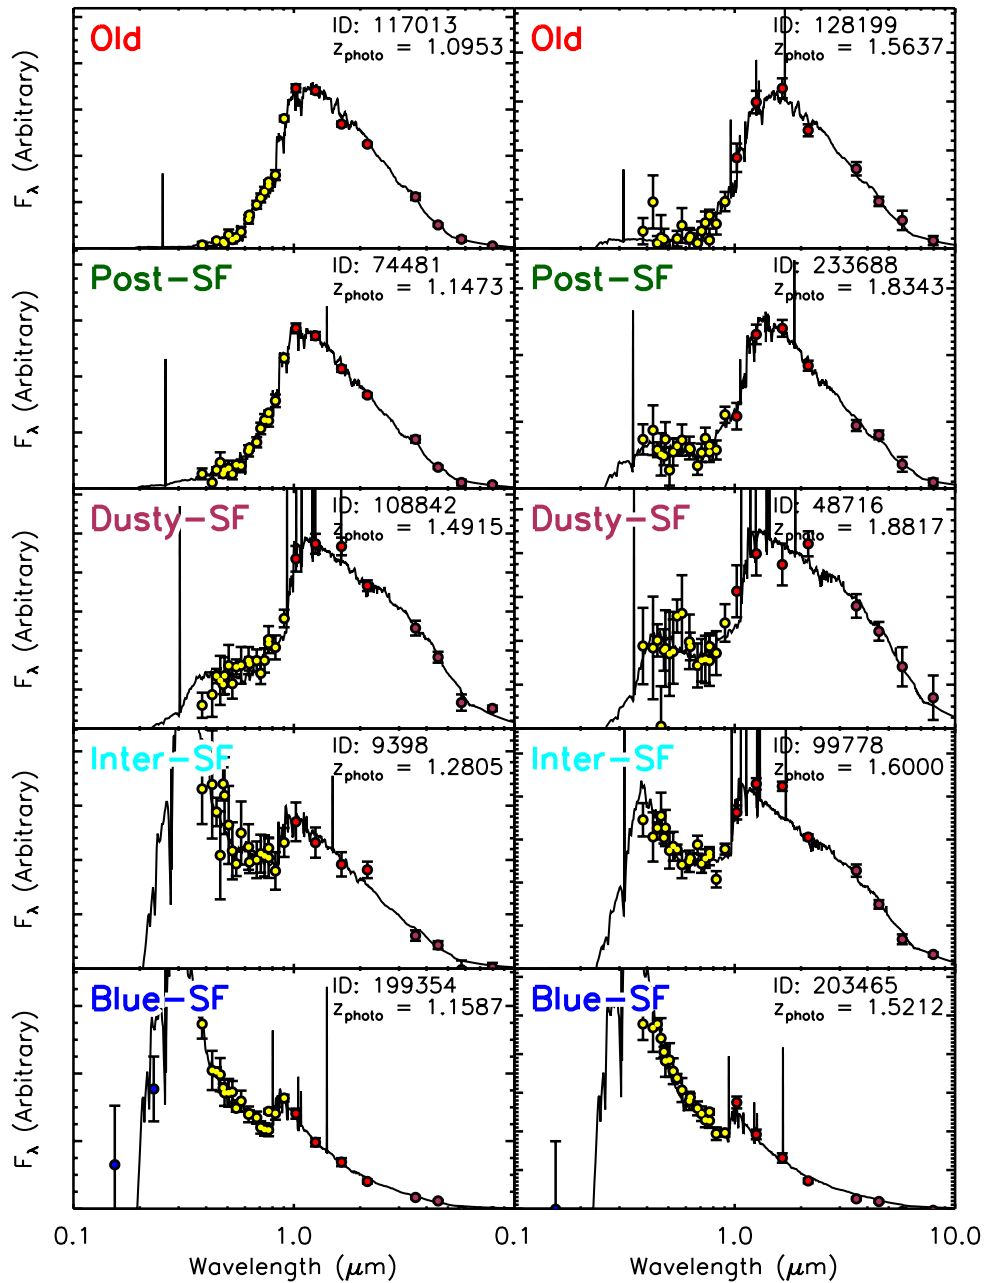 Old
ID: 117013
z_photo = 1.0953
Old
ID: 128199
z_photo = 1.5637
F_λ (Arbitrary)
Post-SF
ID: 74481
z_photo = 1.1473
Post-SF
ID: 233688
z_photo = 1.8343
F_λ (Arbitrary)
Dusty-SF
ID: 108842
z_photo = 1.4915
Dusty-SF
ID: 48716
z_photo = 1.8817
F_λ (Arbitrary)
Inter-SF
ID: 9398
z_photo = 1.2805
Inter-SF
ID: 99778
z_photo = 1.6000
F_λ (Arbitrary)
Blue-SF
ID: 199354
z_photo = 1.1587
Blue-SF
ID: 203465
z_photo = 1.5212
F_λ (Arbitrary)
0.1 1.0 0.1 1.0 10.0
Wavelength (μm) Wavelength (μm)